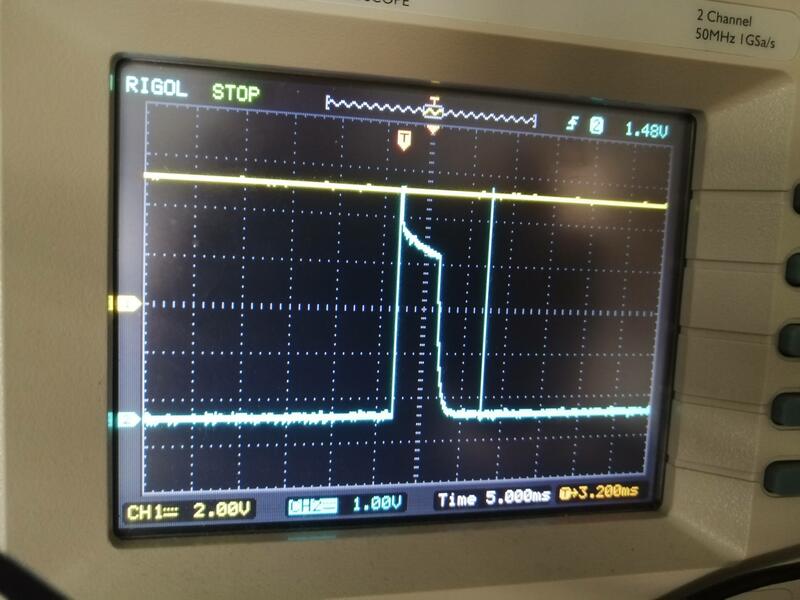 2 Channel
50MHz 1GSa/s
RIGOL STOP
T
T
2 1.48V
CH1 2.00V
CH2 1.00V
Time 5.000ms
T→3.200ms